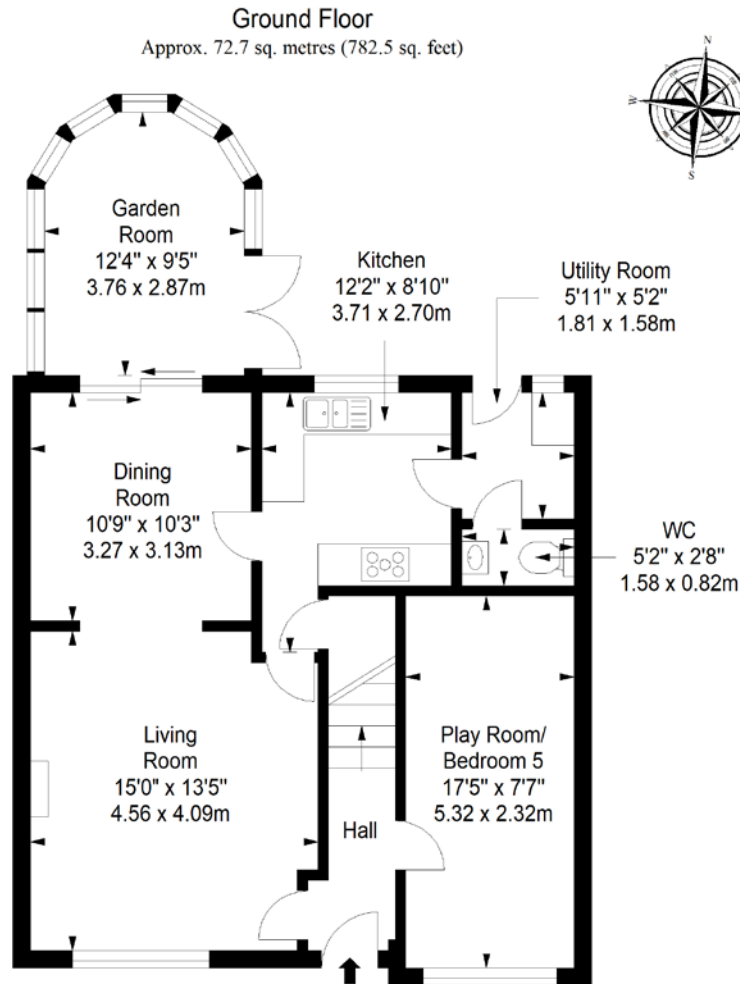 Ground Floor
Approx. 72.7 sq. metres (782.5 sq. feet)
N
W
S
Garden
Room
12'4" x 9'5"
3.76 x 2.87m
Kitchen
12'2" x 8'10"
3.71 x 2.70m
Utility Room
5'11" x 5'2"
1.81 x 1.58m
Dining
Room
10'9" x 10'3"
3.27 x 3.13m
WC
5'2" x 2'8"
1.58 x 0.82m
Living
Room
15'0" x 13'5"
4.56 x 4.09m
Play Room/
Bedroom 5
17'5" x 7'7"
5.32 x 2.32m
Hall